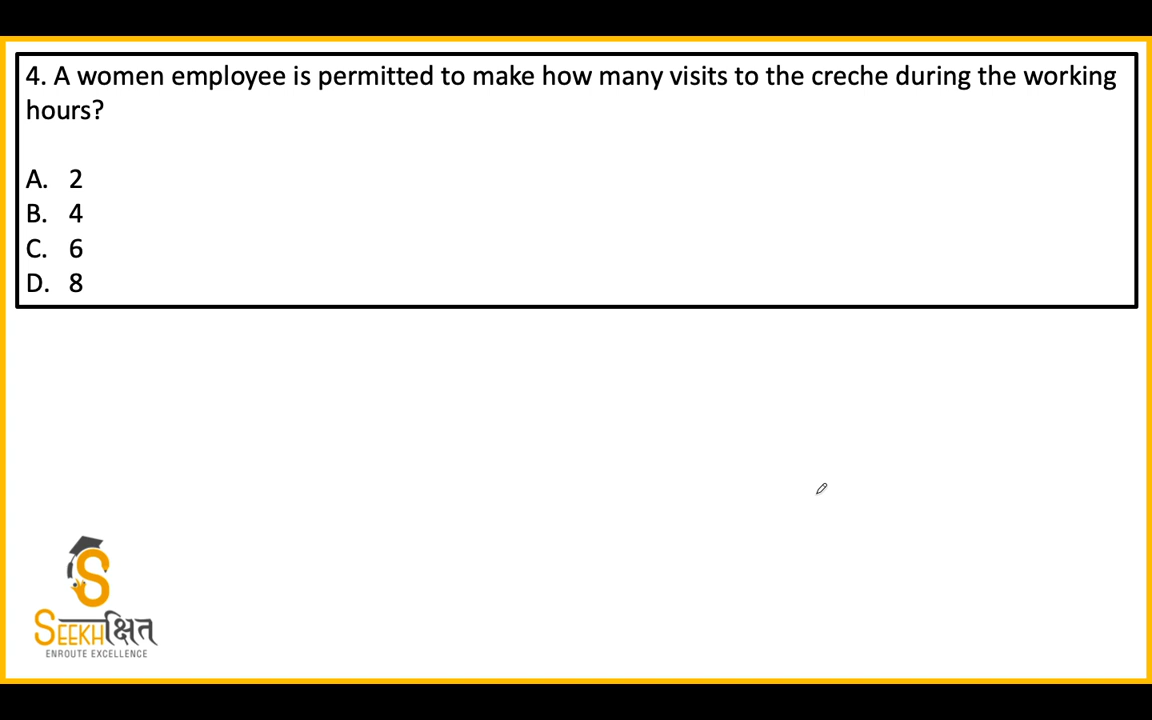 4. A women employee is permitted to make how many visits to the creche during the working
hours?
A. 2
B. 4
C. 6
D. 8
SEEKHक्षित
ENROUTE EXCELLENCE